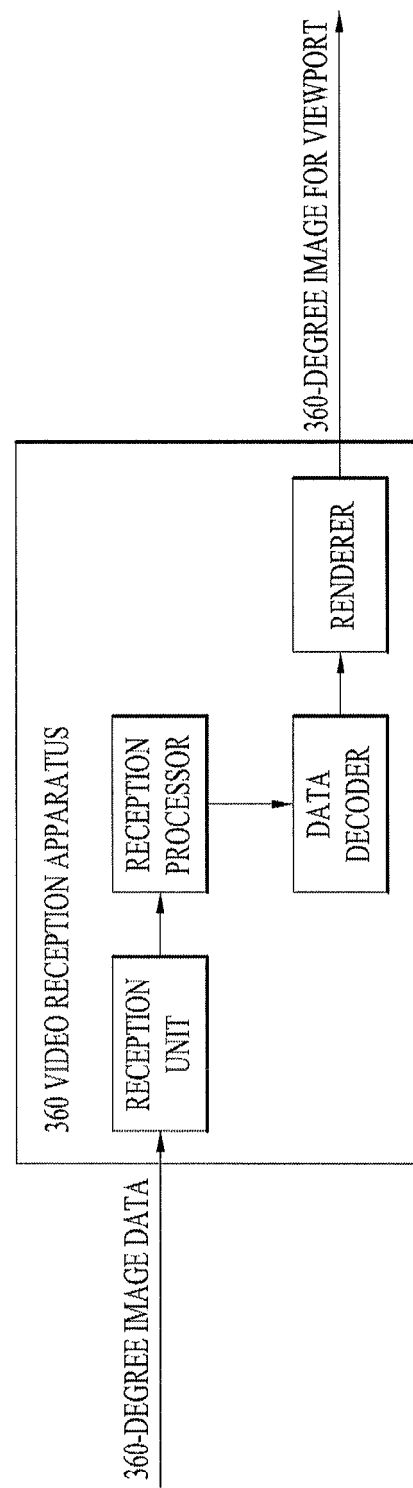 360-DEGREE IMAGE DATA
360 VIDEO RECEPTION APPARATUS
RECEPTION
UNIT
RECEPTION
PROCESSOR
DATA
DECODER
RENDERER
360-DEGREE IMAGE FOR VIEWPORT